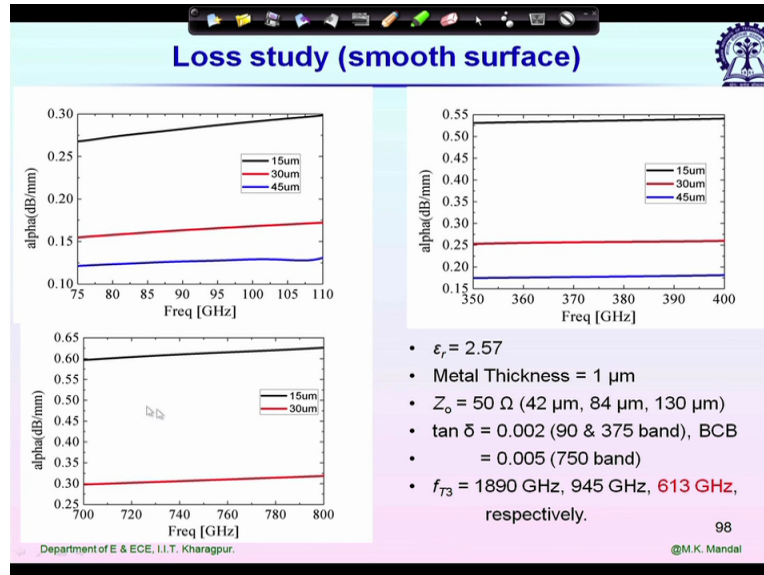 Loss study (smooth surface)
0.30
0.25
0.20
0.15
0.10
alpha(dB/mm)
15um
30um
45um
75 80 85 90 95 100 105 110
Freq [GHz]
0.55
0.50
0.45
0.40
0.35
0.30
0.25
0.20
0.15
alpha(dB/mm)
15um
30um
45um
350 360 370 380 390 400
Freq [GHz]
0.65
0.60
0.55
0.50
0.45
0.40
0.35
0.30
0.25
alpha(dB/mm)
15um
30um
700 720 740 760 780 800
Freq [GHz]
• εr = 2.57
• Metal Thickness = 1 μm
• Zo = 50 Ω (42 μm, 84 μm, 130 μm)
• tan δ = 0.002 (90 & 375 band), BCB
• = 0.005 (750 band)
• fT3 = 1890 GHz, 945 GHz, 613 GHz,
respectively.
98
Department of E & ECE, I.I.T. Kharagpur.
@M.K. Mandal